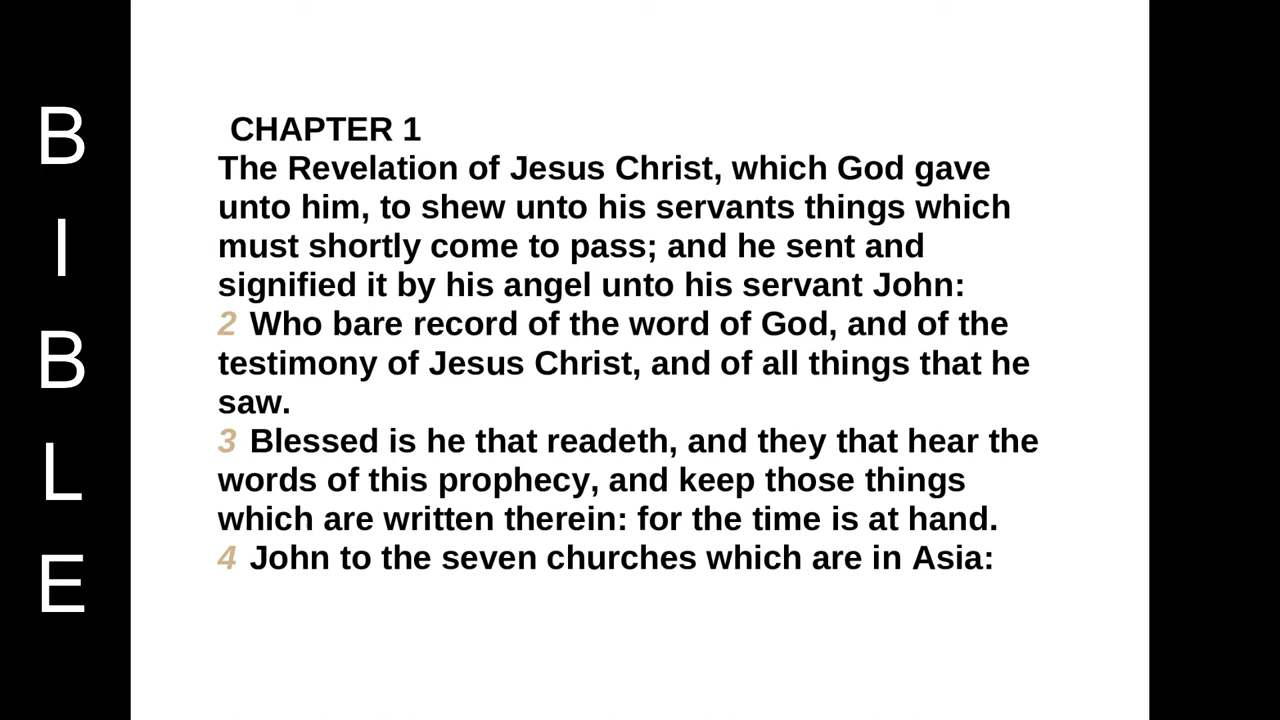 B
I
B
L
E
CHAPTER 1
The Revelation of Jesus Christ, which God gave
unto him, to shew unto his servants things which
must shortly come to pass; and he sent and
signified it by his angel unto his servant John:
2 Who bare record of the word of God, and of the
testimony of Jesus Christ, and of all things that he
saw.
3 Blessed is he that readeth, and they that hear the
words of this prophecy, and keep those things
which are written therein: for the time is at hand.
4 John to the seven churches which are in Asia: